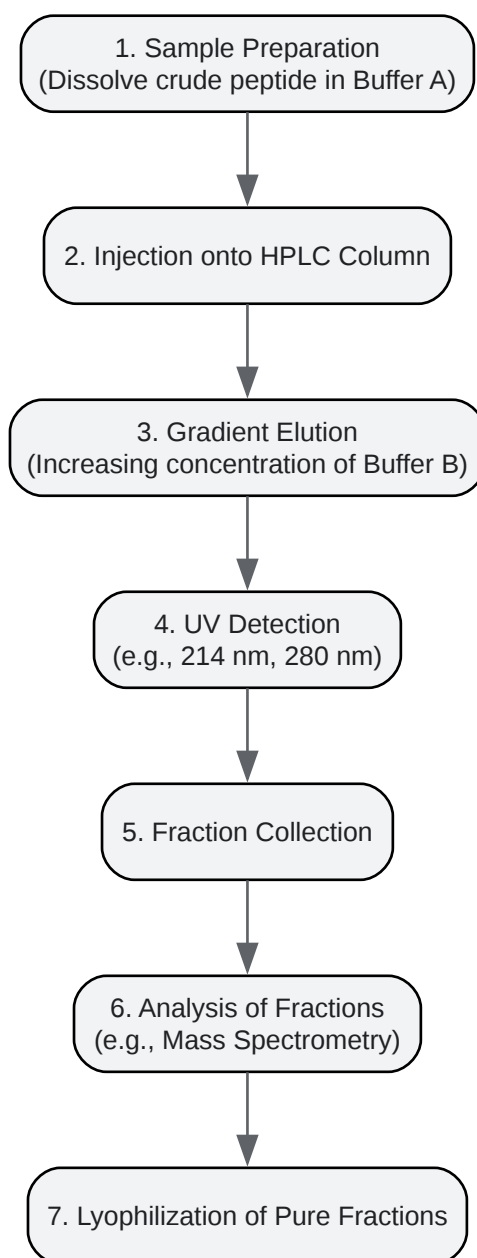 1. Sample Preparation
(Dissolve crude peptide in Buffer A)
2. Injection onto HPLC Column
3. Gradient Elution
(Increasing concentration of Buffer B)
4. UV Detection
(e.g., 214 nm, 280 nm)
5. Fraction Collection
6. Analysis of Fractions
(e.g., Mass Spectrometry)
7. Lyophilization of Pure Fractions